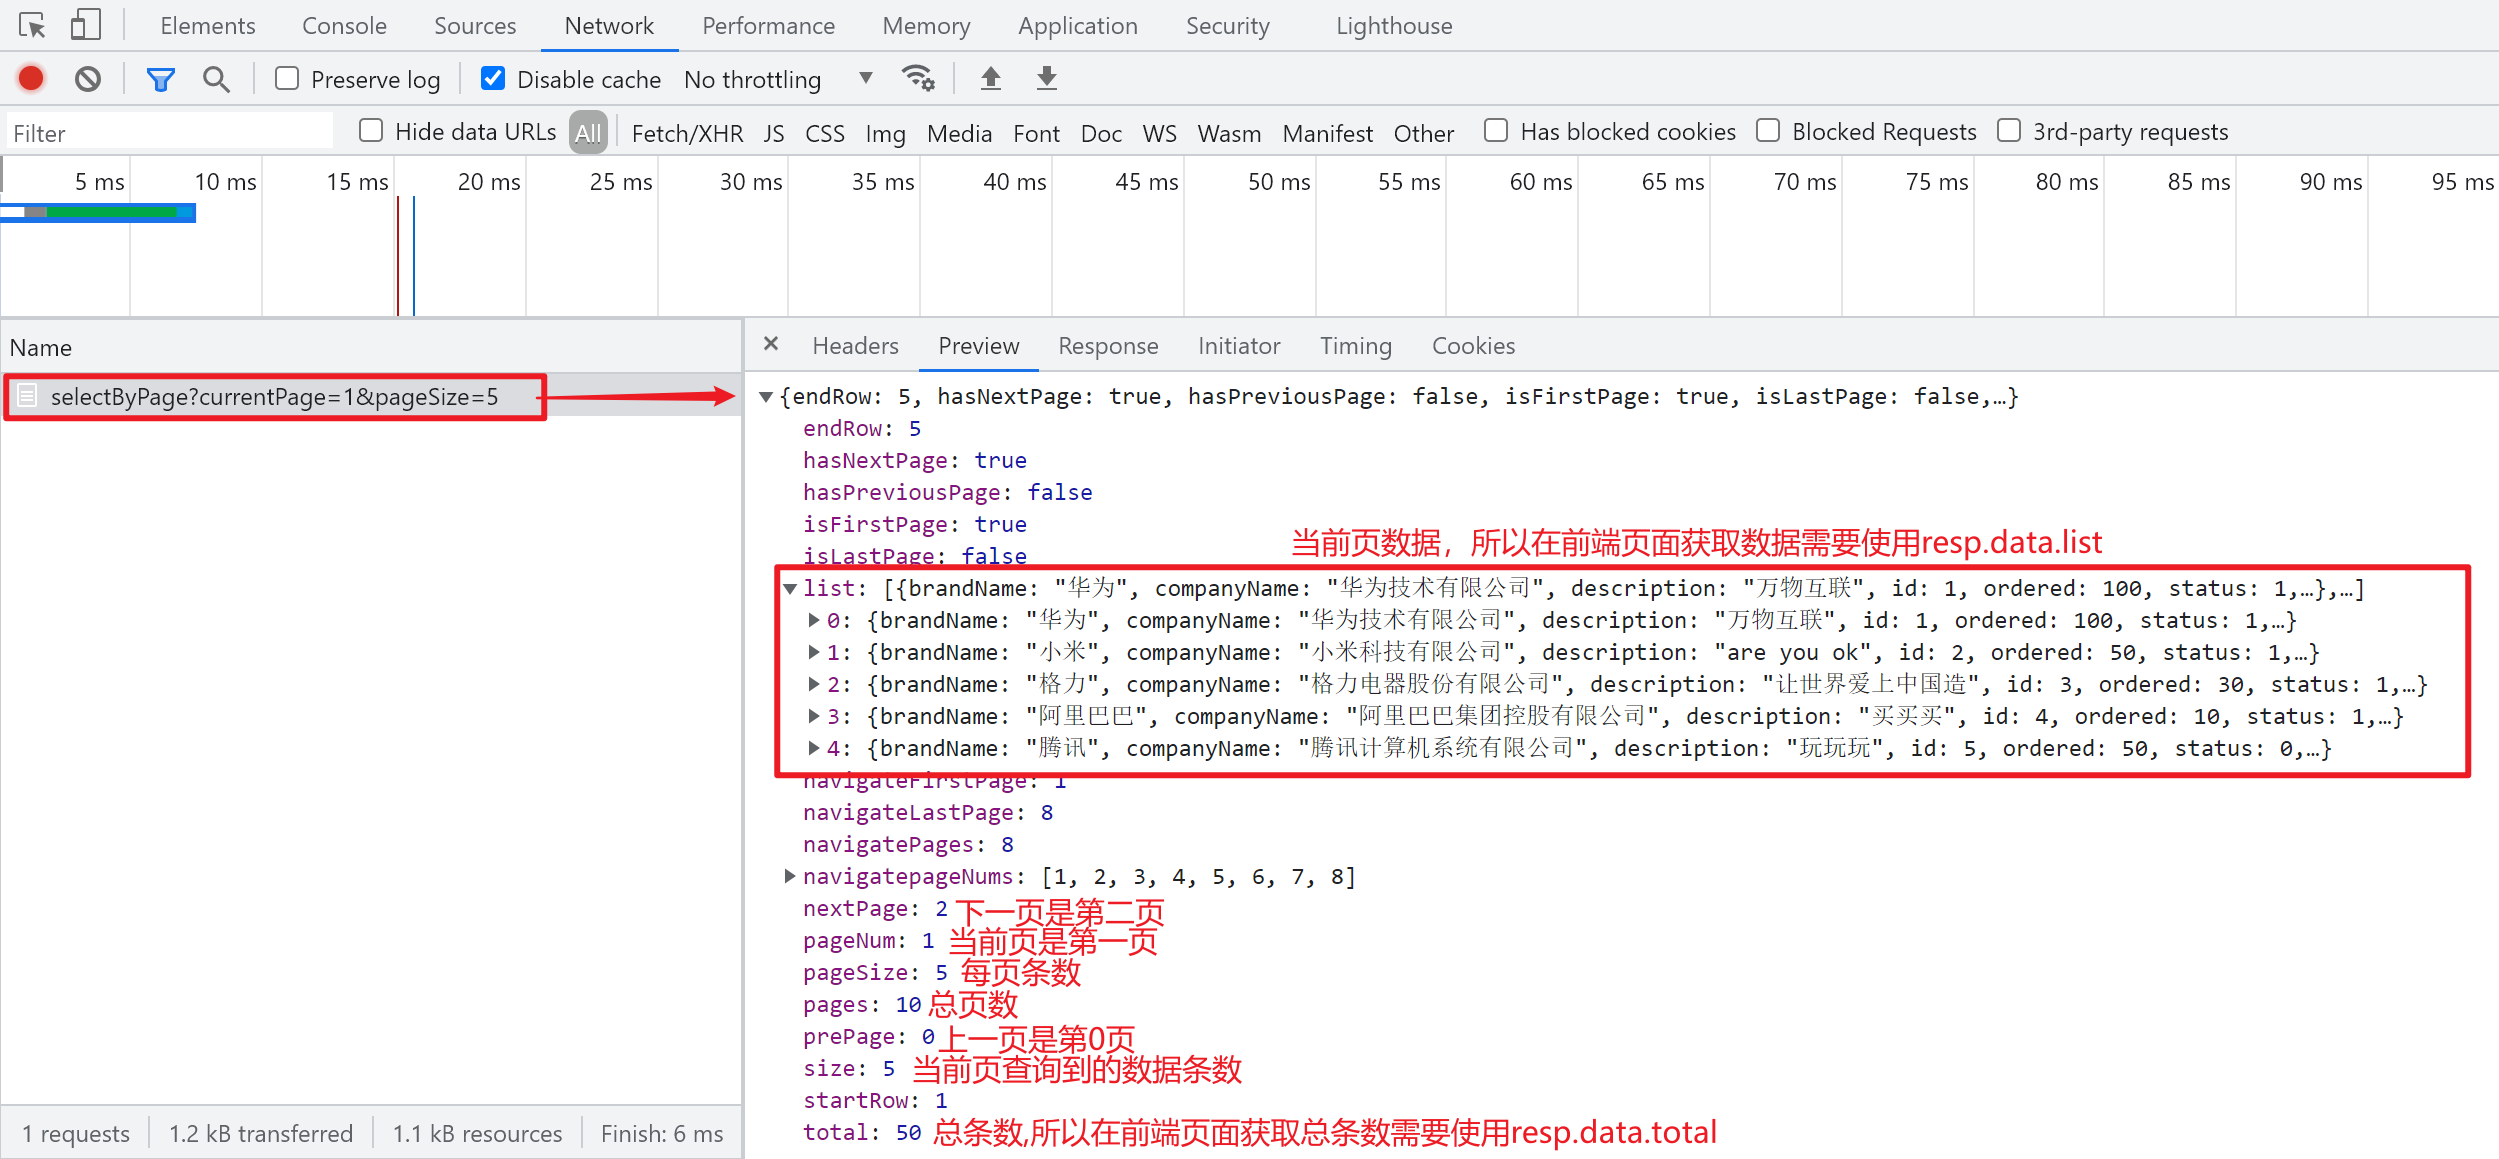 Elements Console Sources Network Performance Memory Application Security Lighthouse
Preserve log Disable cache No throttling
Filter Hide data URLs All Fetch/XHR JS CSS Img Media Font Doc WS Wasm Manifest Other Has blocked cookies Blocked Requests 3rd-party requests
5 ms 10 ms 15 ms 20 ms 25 ms 30 ms 35 ms 40 ms 45 ms 50 ms 55 ms 60 ms 65 ms 70 ms 75 ms 80 ms 85 ms 90 ms 95 ms
Name
selectByPage?currentPage=1&pageSize=5
Headers Preview Response Initiator Timing Cookies
{endRow: 5, hasNextPage: true, hasPreviousPage: false, isFirstPage: true, isLastPage: false,…}
endRow: 5
hasNextPage: true
hasPreviousPage: false
isFirstPage: true
当前页数据，所以在前端页面获取数据需要使用resp.data.list
isLastPage: false
list: [{brandName: "华为", companyName: "华为技术有限公司", description: "万物互联", id: 1, ordered: 100, status: 1,…},…]
0: {brandName: "华为", companyName: "华为技术有限公司", description: "万物互联", id: 1, ordered: 100, status: 1,…}
1: {brandName: "小米", companyName: "小米科技有限公司", description: "are you ok", id: 2, ordered: 50, status: 1,…}
2: {brandName: "格力", companyName: "格力电器股份有限公司", description: "让世界爱上中国造", id: 3, ordered: 30, status: 1,…}
3: {brandName: "阿里巴巴", companyName: "阿里巴巴集团控股有限公司", description: "买买买", id: 4, ordered: 10, status: 1,…}
4: {brandName: "腾讯", companyName: "腾讯计算机系统有限公司", description: "玩玩玩", id: 5, ordered: 50, status: 0,…}
navigateFirstPage: 1
navigateLastPage: 8
navigatePages: 8
navigatepageNums: [1, 2, 3, 4, 5, 6, 7, 8]
nextPage: 2 下一页是第二页
pageNum: 1 当前页是第一页
pageSize: 5 每页条数
pages: 10 总页数
prePage: 0 上一页是第0页
size: 5 当前页查询到的数据条数
startRow: 1
total: 50 总条数,所以在前端页面获取总条数需要使用resp.data.total
1 requests 1.2 kB transferred 1.1 kB resources Finish: 6 ms